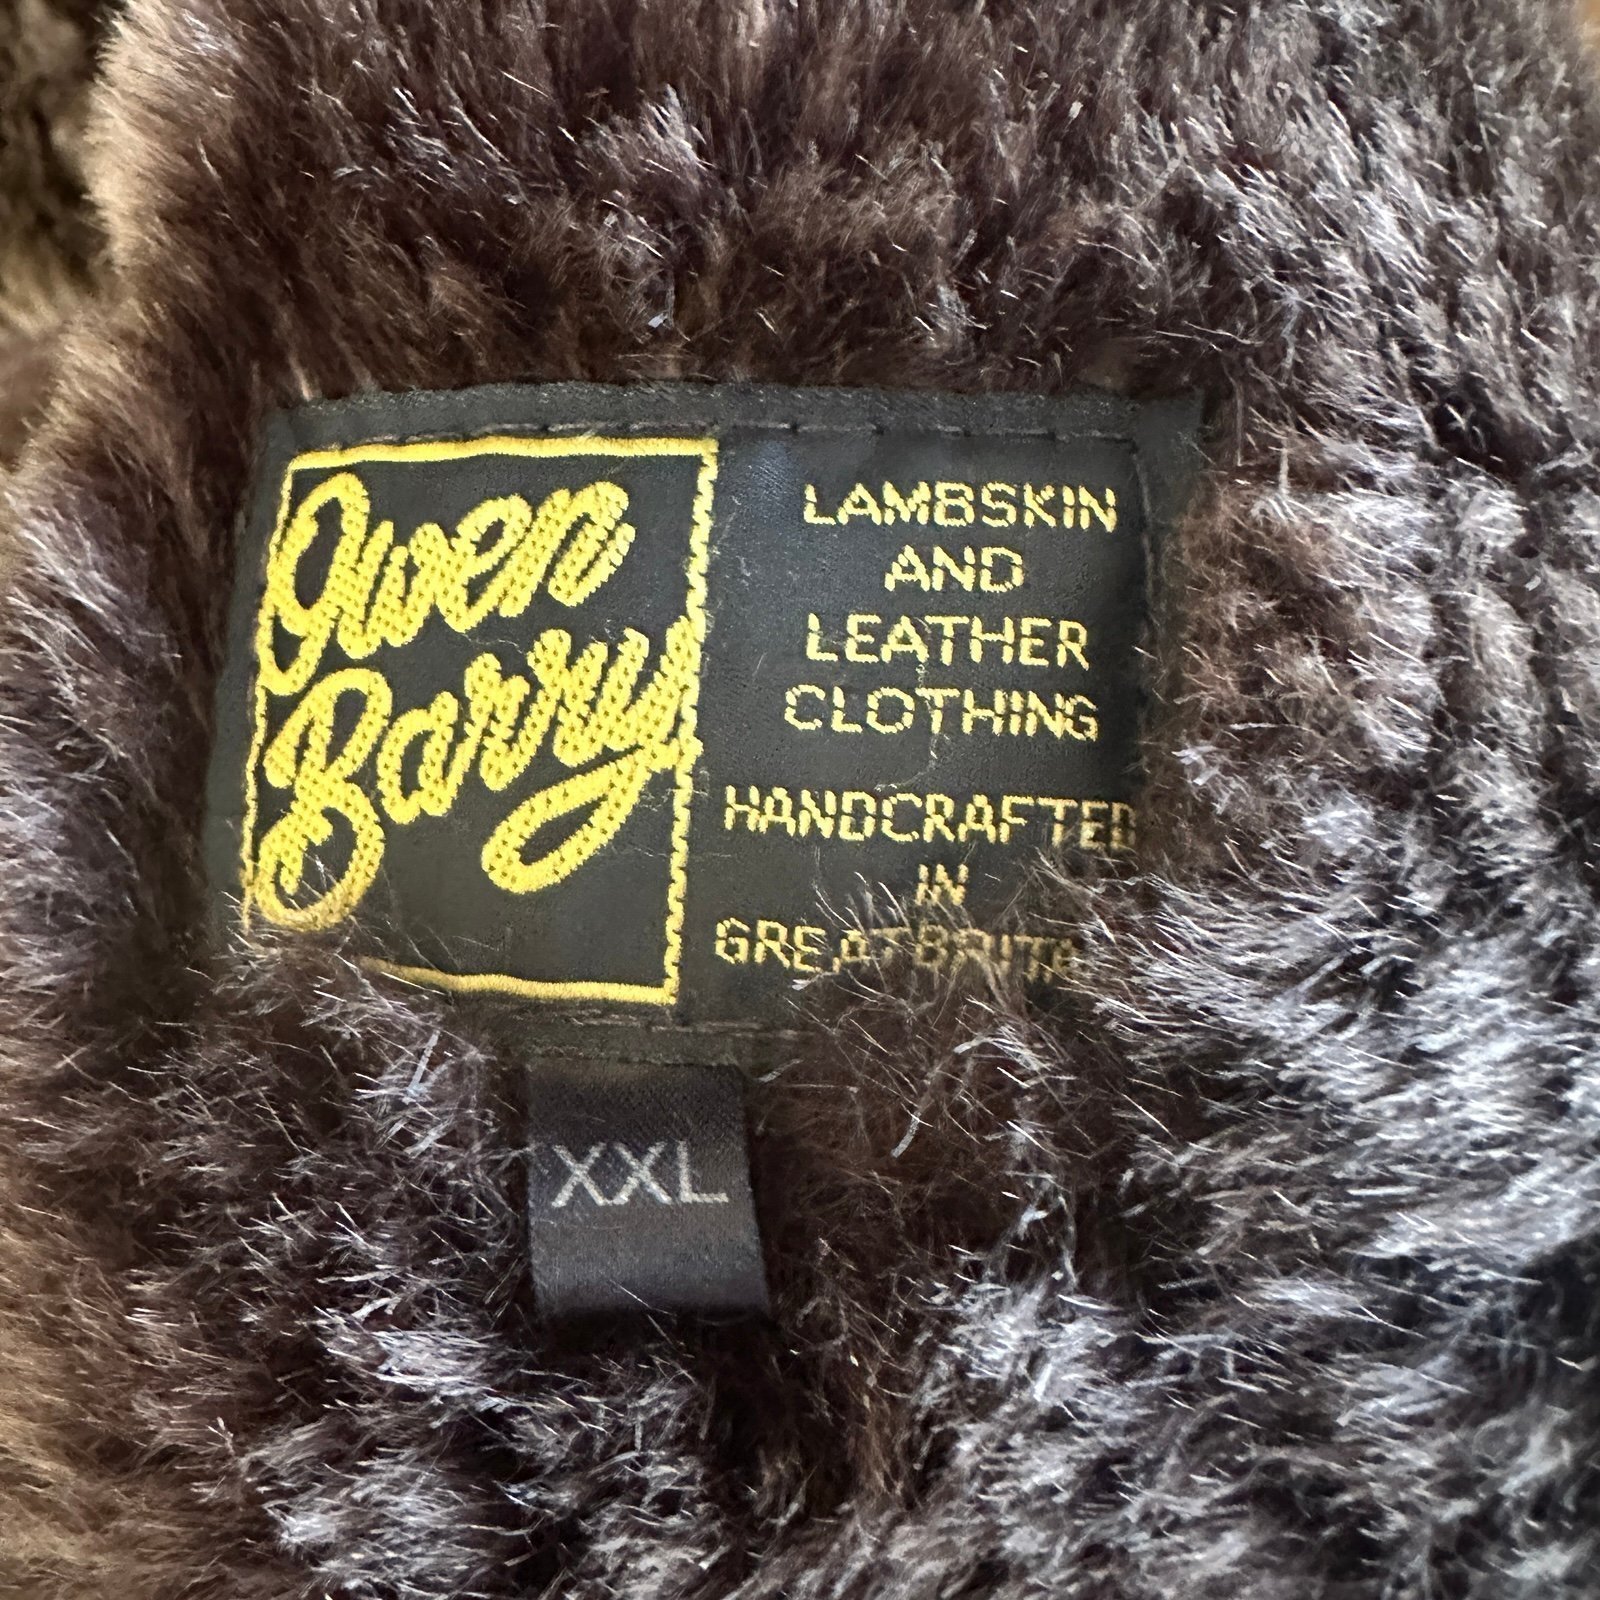 Owen
Barry
LAMBSKIN
AND
LEATHER
CLOTHING
HANDCRAFTED
IN
GREAT BRITAIN
XXL